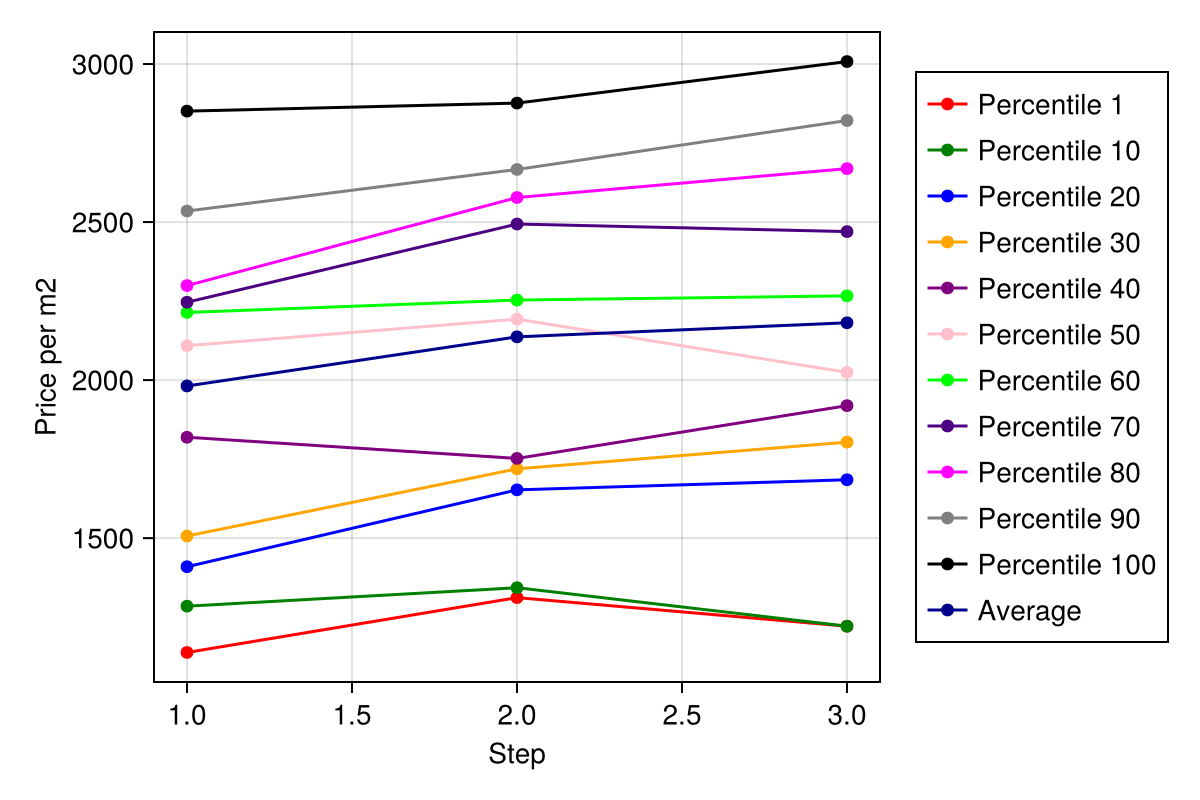 3000
2500
2000
1500
Price per m2
1.0 1.5 2.0 2.5 3.0
Step
Percentile 1
Percentile 10
Percentile 20
Percentile 30
Percentile 40
Percentile 50
Percentile 60
Percentile 70
Percentile 80
Percentile 90
Percentile 100
Average